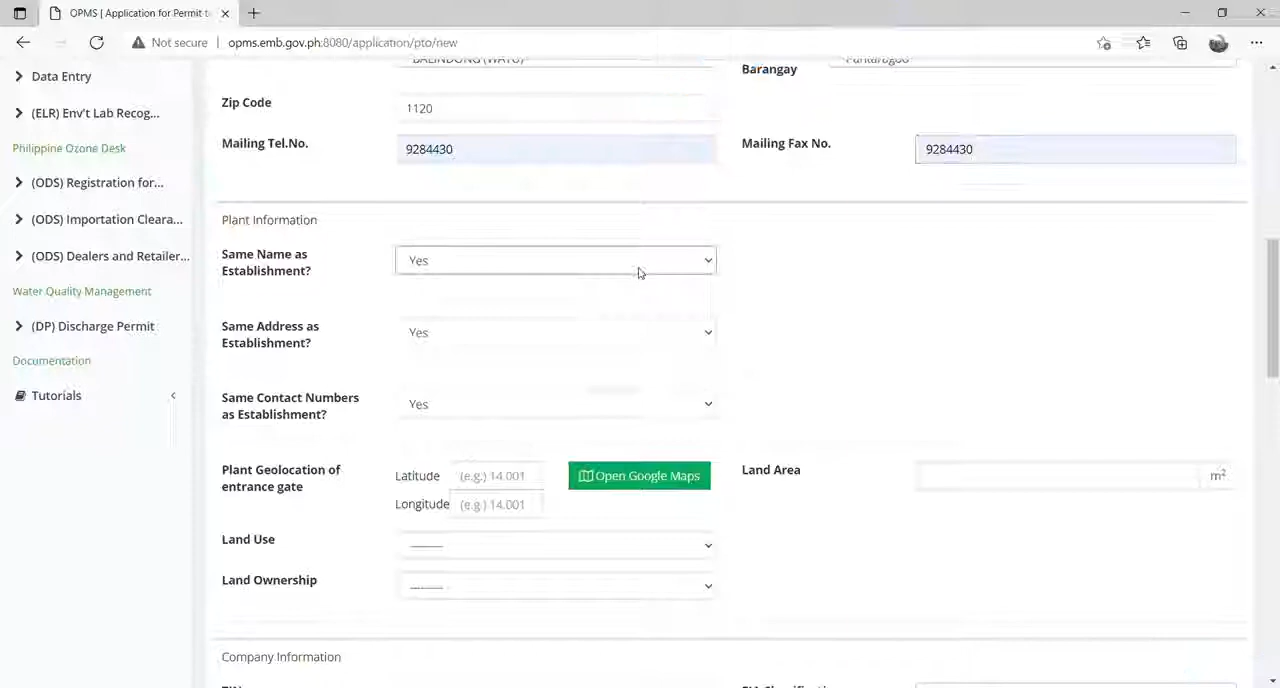 OPMS | Application for Permit t
Not secure | opms.emb.gov.ph:8080/application/pto/new
Data Entry
(ELR) Env't Lab Recog...
Philippine Ozone Desk
(ODS) Registration for...
(ODS) Importation Cleara...
(ODS) Dealers and Retailer...
Water Quality Management
(DP) Discharge Permit
Documentation
Tutorials
BALINDONG (WATU)
Barangay
Zip Code
1120
Mailing Tel.No.
9284430
Mailing Fax No.
9284430
Plant Information
Same Name as
Establishment?
Yes
Same Address as
Establishment?
Yes
Same Contact Numbers
as Establishment?
Yes
Plant Geolocation of
entrance gate
Latitude
(e.g.) 14.001
Open Google Maps
Longitude
(e.g.) 14.001
Land Area
m²
Land Use
Land Ownership
Company Information